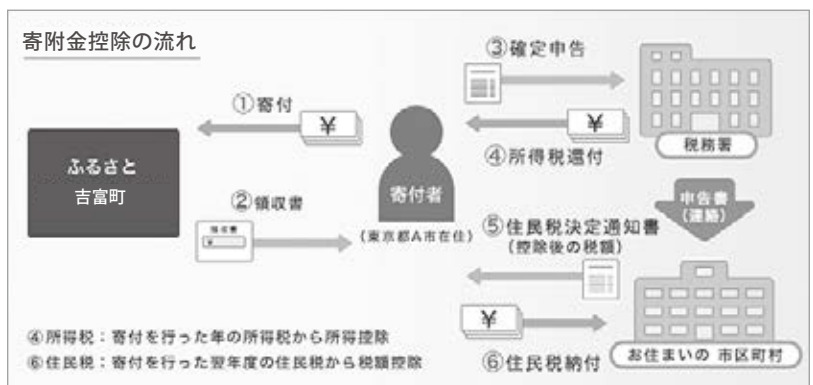 寄附金控除の流れ
①寄付
¥
ふるさと
吉富町
②領収書
領収書
¥
寄付者
(東京都A市在住)
③確定申告
¥
④所得税還付
税務署
申告書
(連絡)
⑤住民税決定通知書
(控除後の税額)
¥
⑥住民税納付
お住まいの 市区町村
④所得税：寄付を行った年の所得税から所得控除
⑥住民税：寄付を行った翌年度の住民税から税額控除